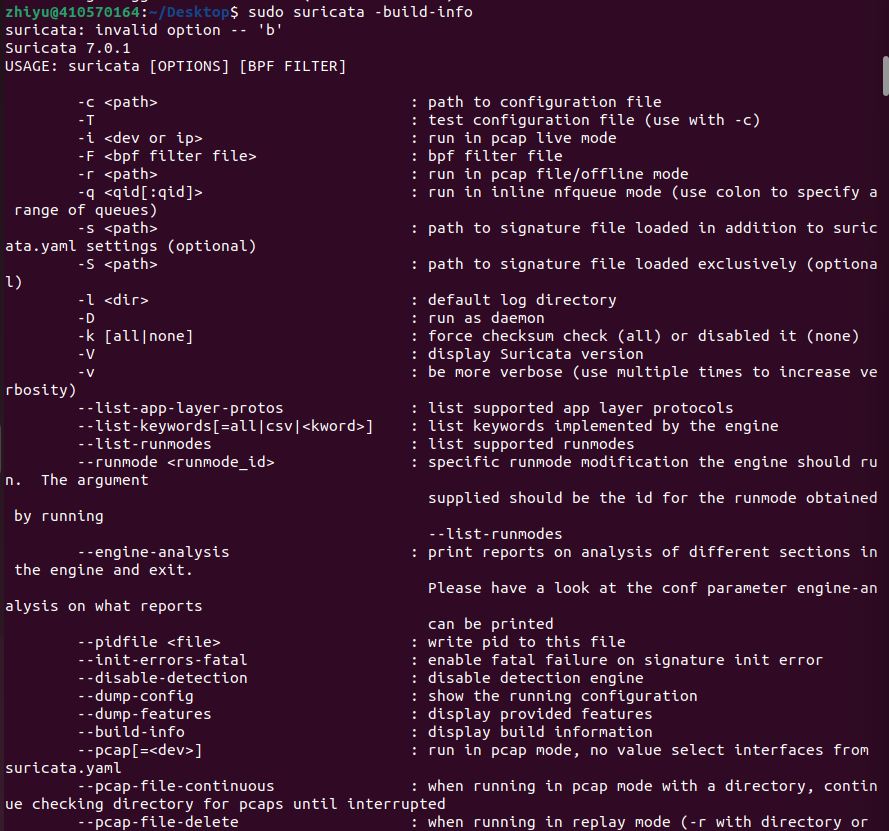 zhiyu@410570164:~/Desktop$ sudo suricata -build-info
suricata: invalid option -- 'b'
Suricata 7.0.1
USAGE: suricata [OPTIONS] [BPF FILTER]
-c <path> : path to configuration file
-T : test configuration file (use with -c)
-i <dev or ip> : run in pcap live mode
-F <bpf filter file> : bpf filter file
-r <path> : run in pcap file/offline mode
-q <qid[:qid]> : run in inline nfqueue mode (use colon to specify a
range of queues)
-s <path> : path to signature file loaded in addition to suric
ata.yaml settings (optional)
-S <path> : path to signature file loaded exclusively (optiona
l)
-l <dir> : default log directory
-D : run as daemon
-k [all|none] : force checksum check (all) or disabled it (none)
-V : display Suricata version
-v : be more verbose (use multiple times to increase ve
rbosity)
--list-app-layer-protos : list supported app layer protocols
--list-keywords[=all|csv|<kword>] : list keywords implemented by the engine
--list-runmodes : list supported runmodes
--runmode <runmode_id> : specific runmode modification the engine should ru
n.  The argument
supplied should be the id for the runmode obtained
by running
--list-runmodes
--engine-analysis : print reports on analysis of different sections in
the engine and exit.
Please have a look at the conf parameter engine-an
alysis on what reports
can be printed
--pidfile <file> : write pid to this file
--init-errors-fatal : enable fatal failure on signature init error
--disable-detection : disable detection engine
--dump-config : show the running configuration
--dump-features : display provided features
--build-info : display build information
--pcap[=<dev>] : run in pcap mode, no value select interfaces from
suricata.yaml
--pcap-file-continuous : when running in pcap mode with a directory, contin
ue checking directory for pcaps until interrupted
--pcap-file-delete : when running in replay mode (-r with directory or